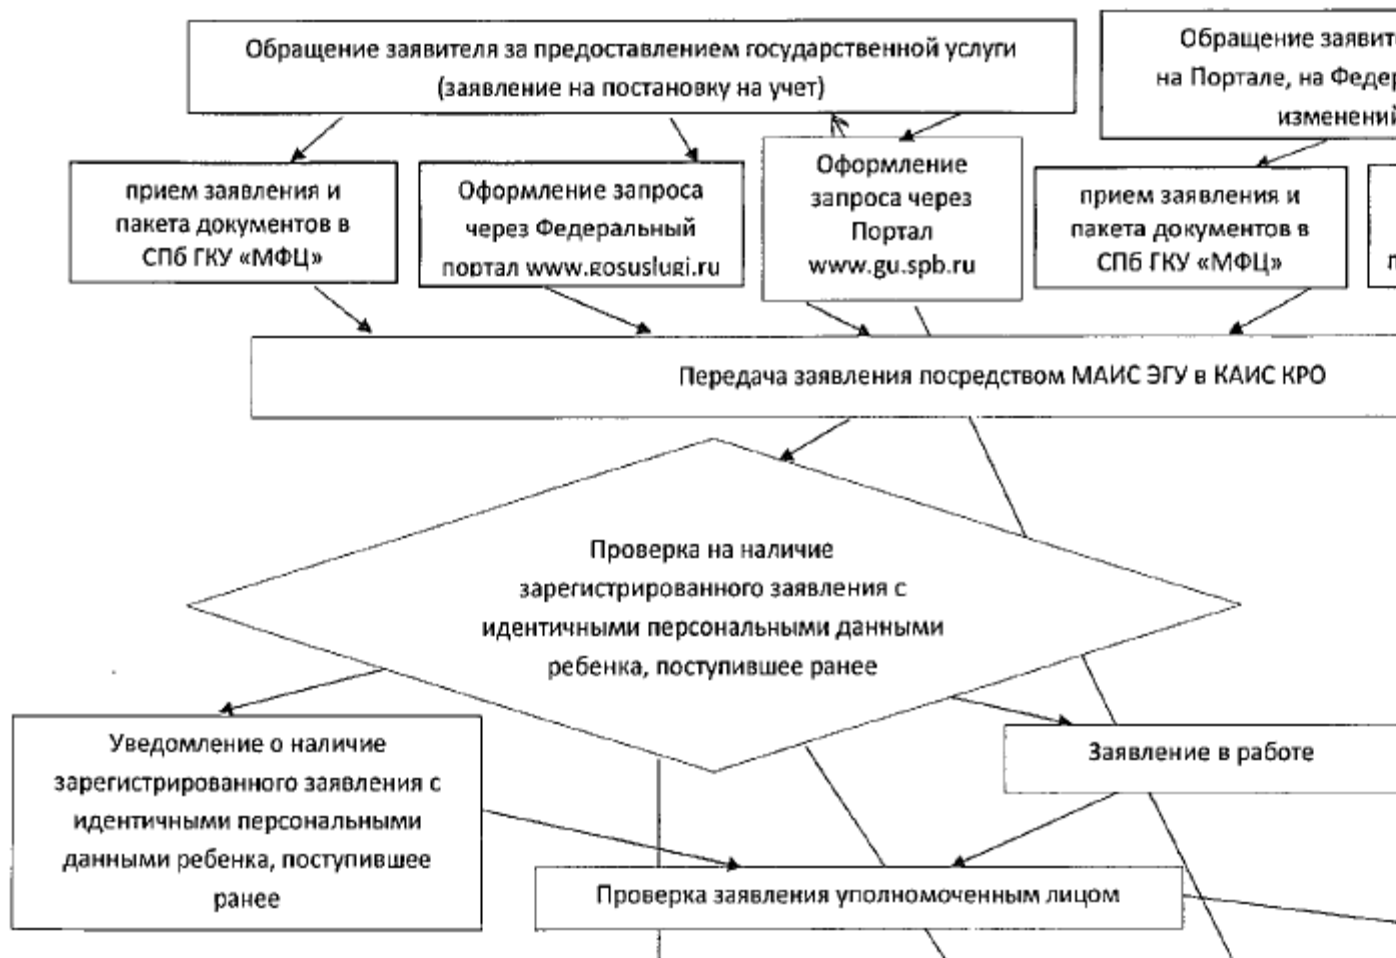 Обращение заявителя за предоставлением государственной услуги
(заявление на постановку на учет)
Обращение
на Портале, на
изменений
прием заявления и
пакета документов в
СПб ГКУ «МФЦ»
Оформление запроса
через Федеральный
портал www.gosuslugi.ru
Оформление
запроса через
Портал
www.gu.spb.ru
прием заявления и
пакета документов в
СПб ГКУ «МФЦ»
Передача заявления посредством МАИС ЭГУ в КАИС КРО
Проверка на наличие
зарегистрированного заявления с
идентичными персональными данными
ребенка, поступившее ранее
Уведомление о наличие
зарегистрированного заявления с
идентичными персональными
данными ребенка, поступившее
ранее
Заявление в работе
Проверка заявления уполномоченным лицом